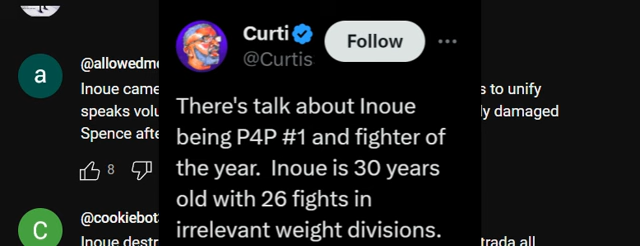 Curti
@Curtis
Follow
There's talk about Inoue
being P4P #1 and fighter of
the year. Inoue is 30 years
old with 26 fights in
irrelevant weight divisions.
a
@allowedme
Inoue came
s to unify
speaks volu
ly damaged
Spence afte
8
C
@cookiebot
Inoue destr
trada all